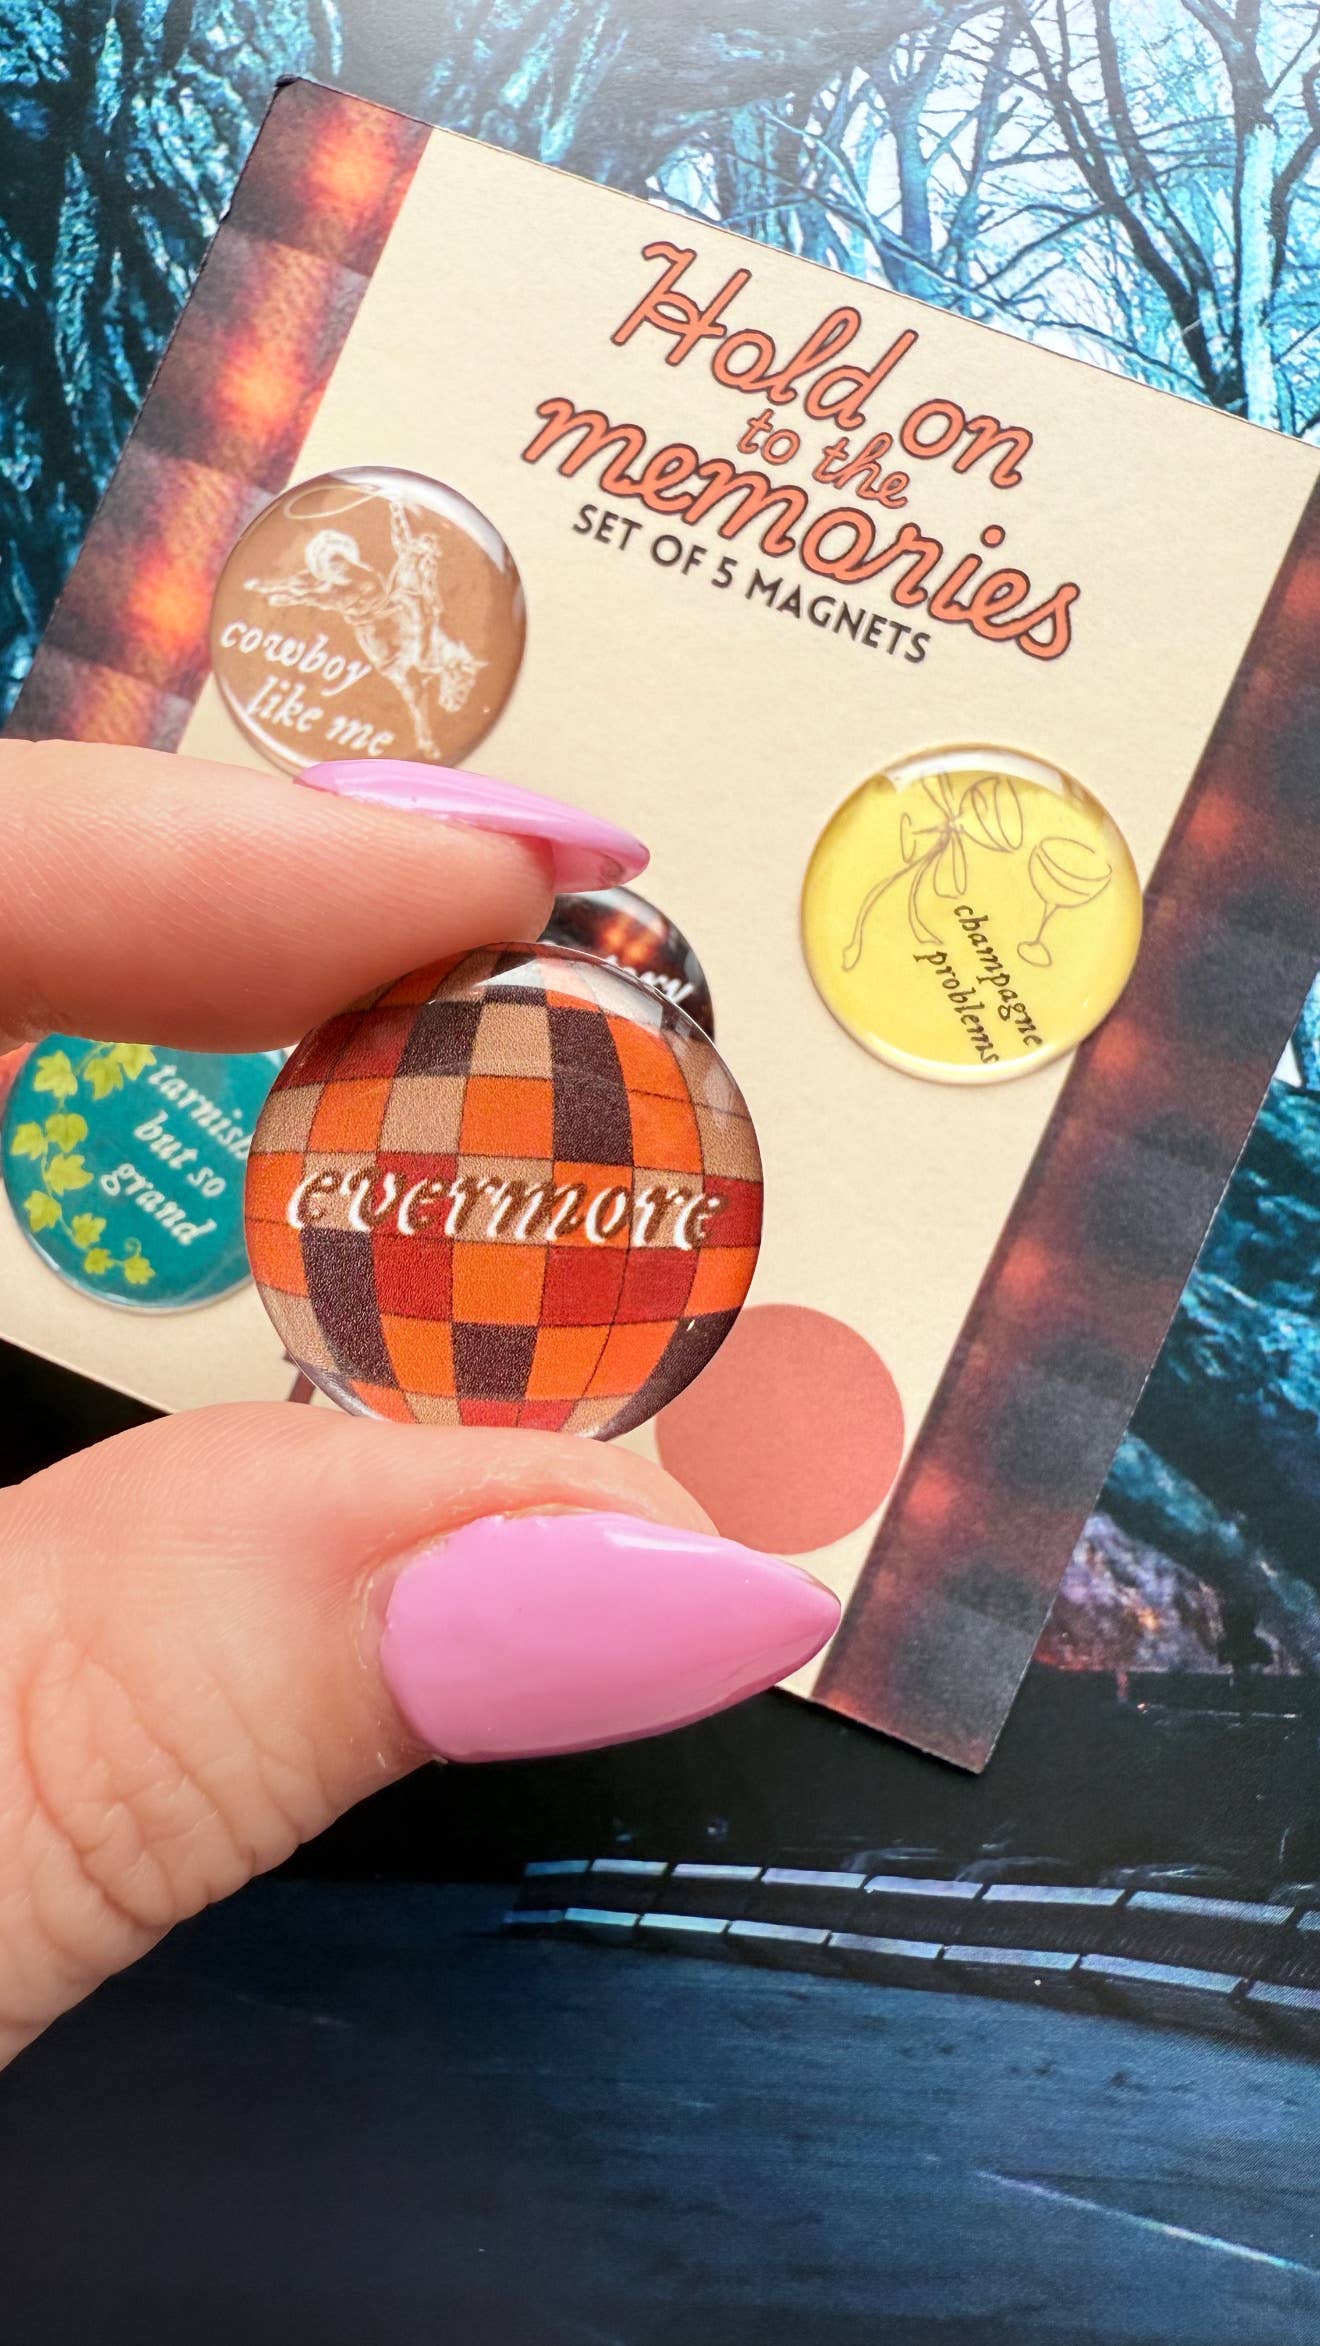 Hold on
to the
memories
SET OF 5 MAGNETS
cowboy
like me
champagne
problems
but so
grand
evermore